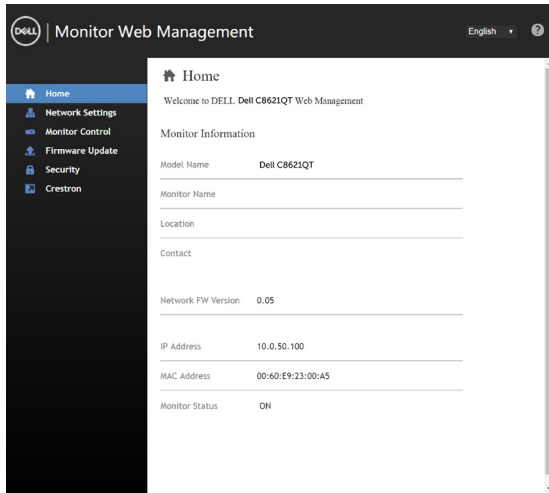 DELL | Monitor Web Management
English
?
Home
Network Settings
Monitor Control
Firmware Update
Security
Crestron
Home
Welcome to DELL Dell C8621QT Web Management
Monitor Information
Model Name Dell C8621QT
Monitor Name
Location
Contact
Network FW Version 0.05
IP Address 10.0.50.100
MAC Address 00:60:E9:23:00:A5
Monitor Status ON